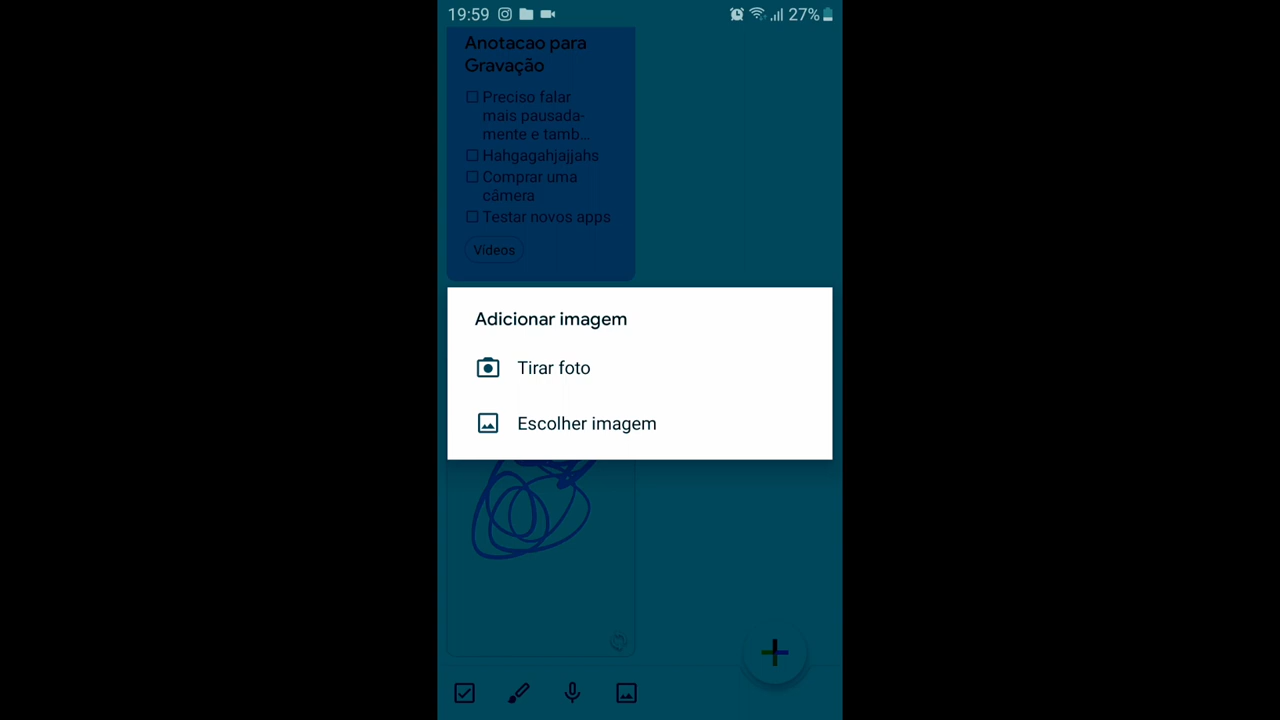 19:59
27%
Anotacao para
Gravação
Preciso falar
mais pausada-
mente e tamb...
Hahgagahjajjahs
Comprar uma
câmera
Testar novos apps
Vídeos
Adicionar imagem
Tirar foto
Escolher imagem